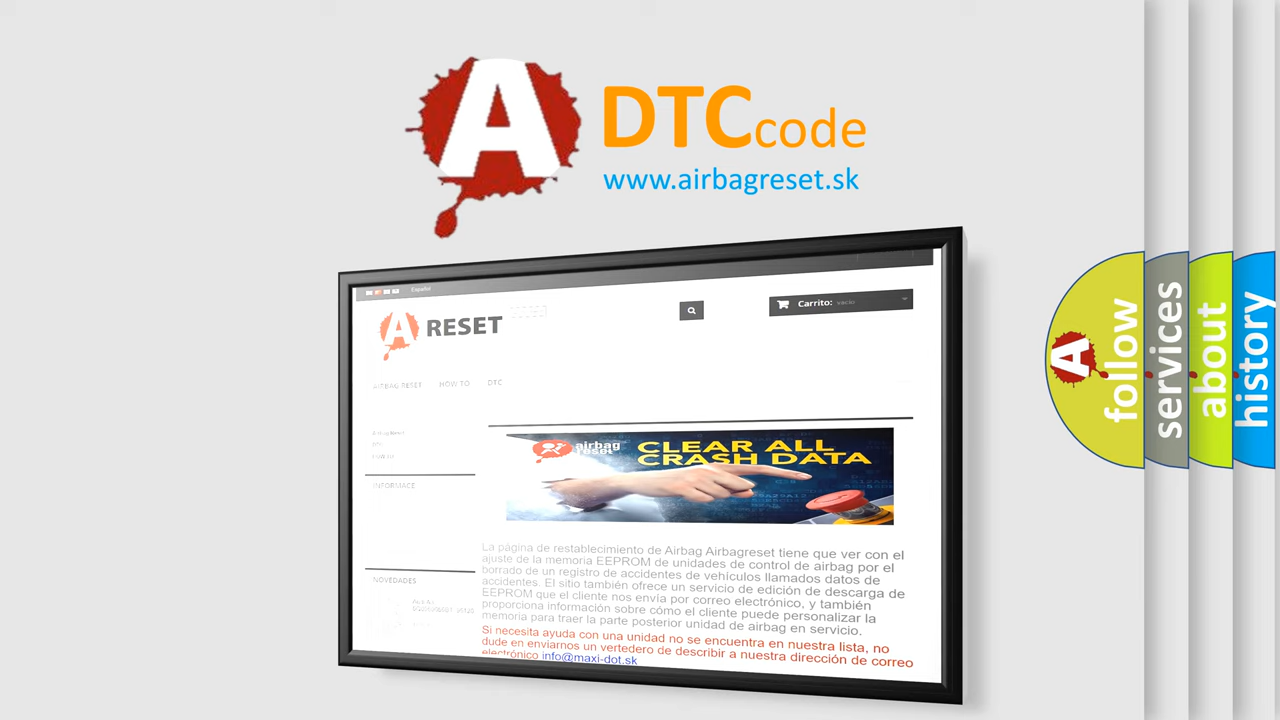 A
DTCcode
www.airbagreset.sk
Español
A RESET
Carrito: vacío
AIRBAG RESET HOW TO DTC
INFORMACE
airbag
reset
CLEAR ALL
CRASH DATA
La página de restablecimiento de Airbag Airbagreset tiene que ver con el
ajuste de la memoria EEPROM de unidades de control de airbag por el
borrado de un registro de accidentes de vehículos llamados datos de
accidentes. El sitio también ofrece un servicio de edición de descarga de
EEPROM que el cliente nos envía por correo electrónico, y también
proporciona información sobre cómo el cliente puede personalizar la
memoria para traer la parte posterior unidad de airbag en servicio.
Si necesita ayuda con una unidad no se encuentra en nuestra lista, no
dude en enviarnos un vertedero de describir a nuestra dirección de correo
electrónico info@maxi-dot.sk
NOVEDADES
A
follow
services
about
history